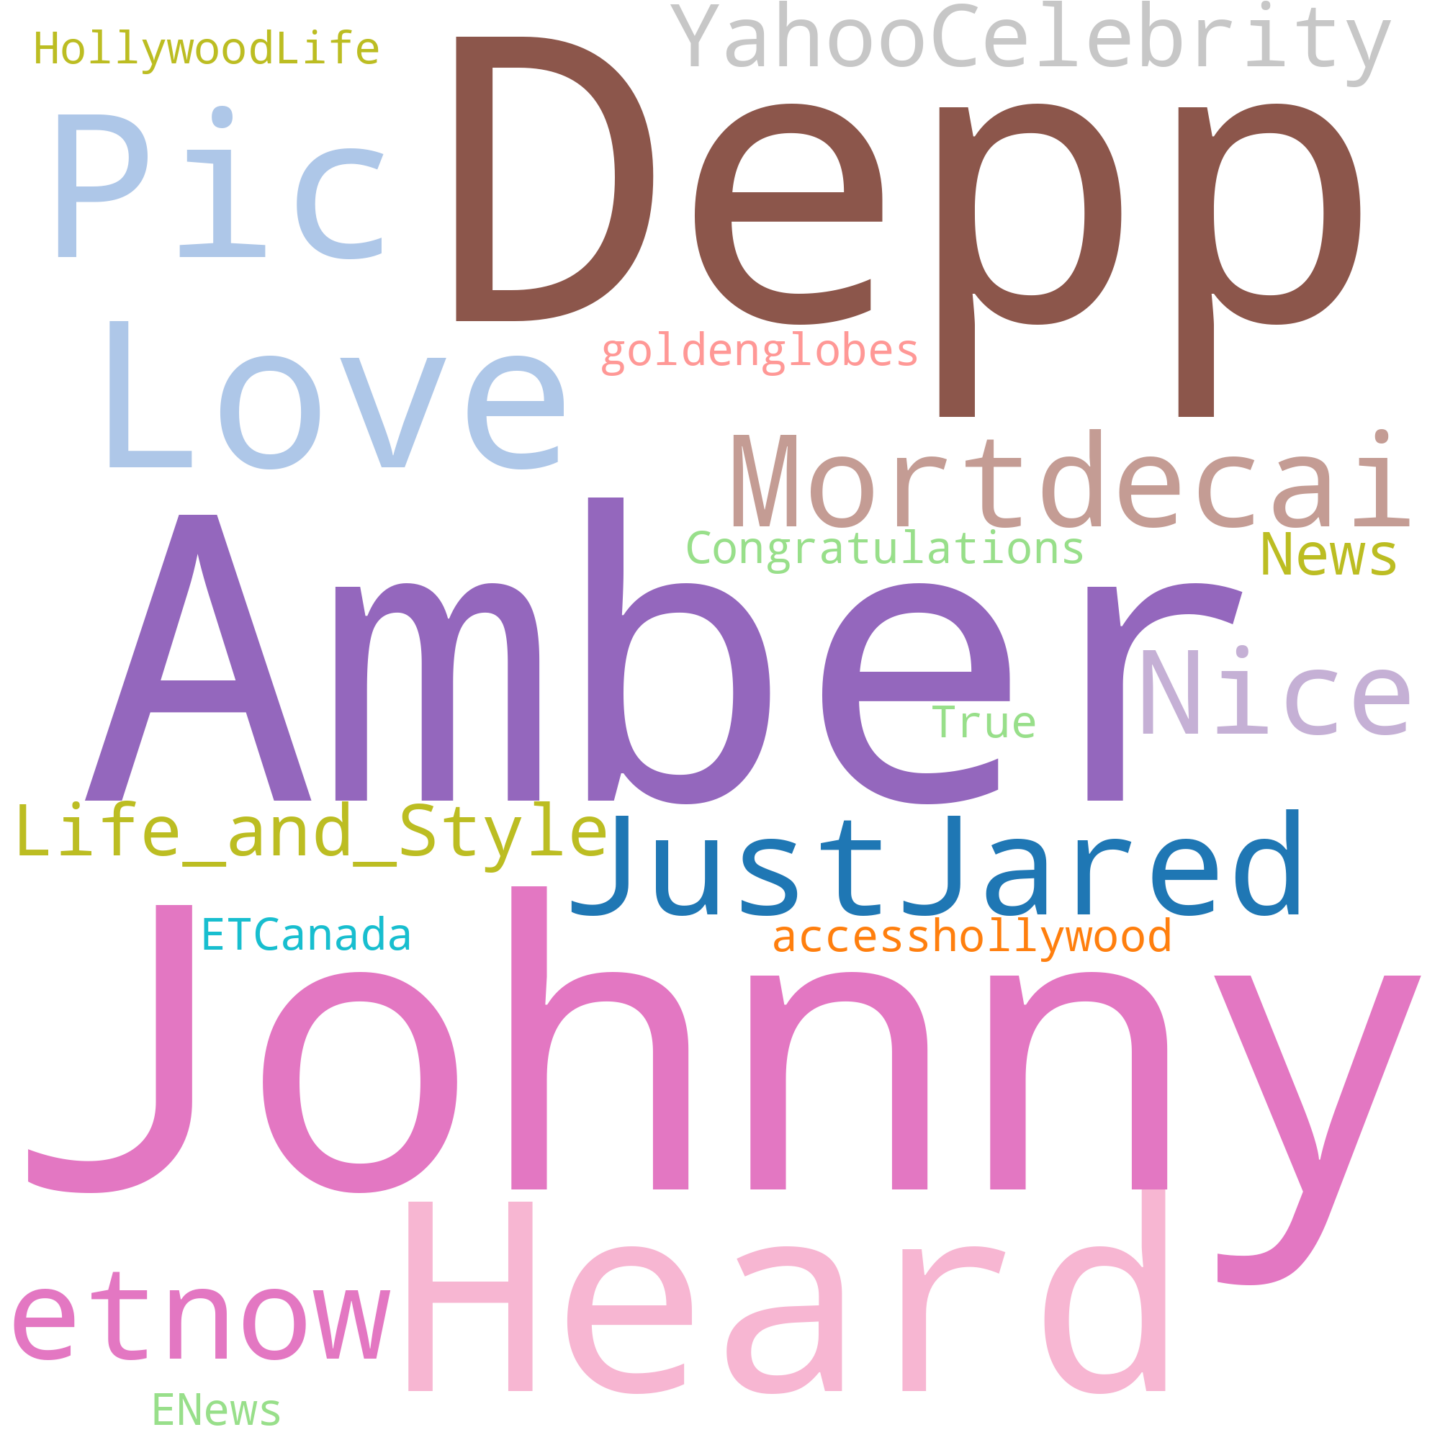 YahooCelebrity
HollywoodLife
Depp
Pic
goldenglobes
Love
Mortdecai
Congratulations
News
Amber
Nice
True
Life_and_Style
JustJared
ETCanada
accesshollywood
Johnny
Heard
etnow
ENews